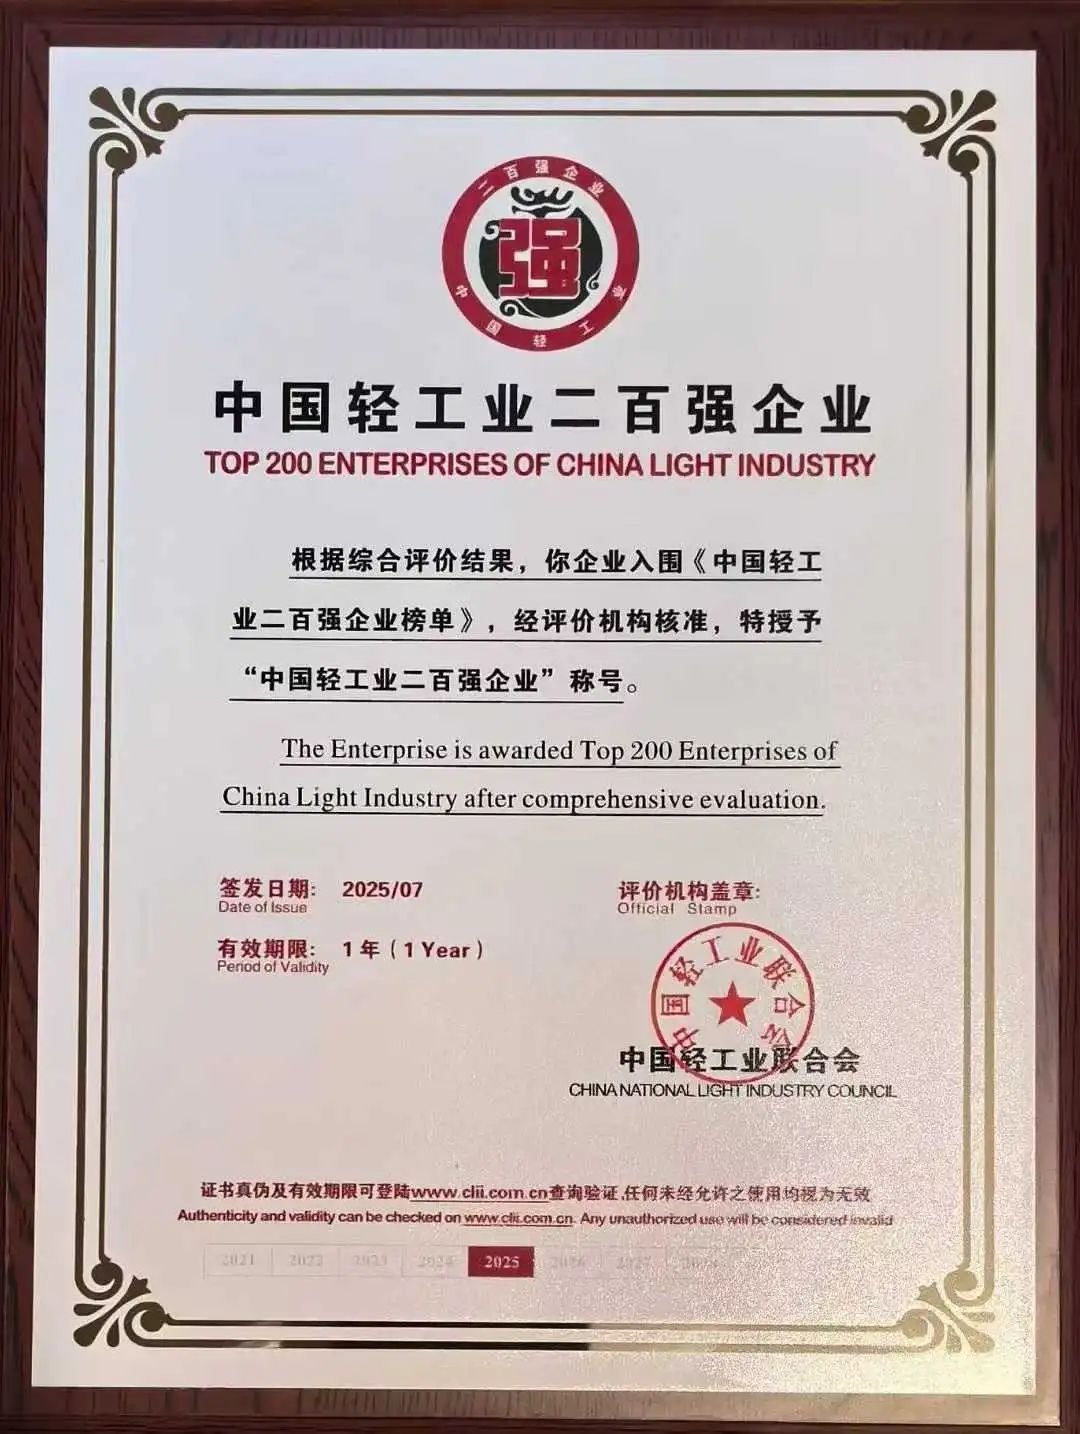 二百强企业
强
中国轻工业
中国轻工业二百强企业
TOP 200 ENTERPRISES OF CHINA LIGHT INDUSTRY
根据综合评价结果，你企业入围《中国轻工
业二百强企业榜单》，经评价机构核准，特授予
“中国轻工业二百强企业”称号。
The Enterprise is awarded Top 200 Enterprises of
China Light Industry after comprehensive evaluation.
签发日期: 2025/07
Date of Issue
有效期限: 1 年（1 Year）
Period of Validity
评价机构盖章:
Official Stamp
中国轻工业联合会
中国轻工业联合会
CHINA NATIONAL LIGHT INDUSTRY COUNCIL
证书真伪及有效期限可登陆www.clii.com.cn查询验证,任何未经允许之使用均视为无效
Authenticity and validity can be checked on www.clii.com.cn. Any unauthorized use will be considered invalid
2021 2022 2023 2024 2025 2026 2027 2028